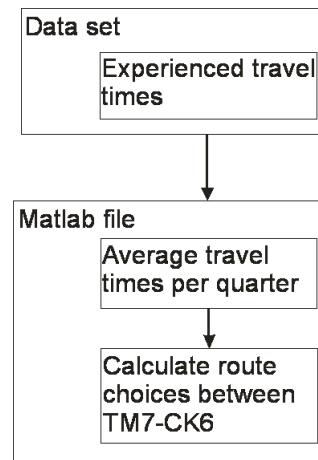 Data set
Experienced travel
times
Matlab file
Average travel
times per quarter
Calculate route
choices between
TM7-CK6